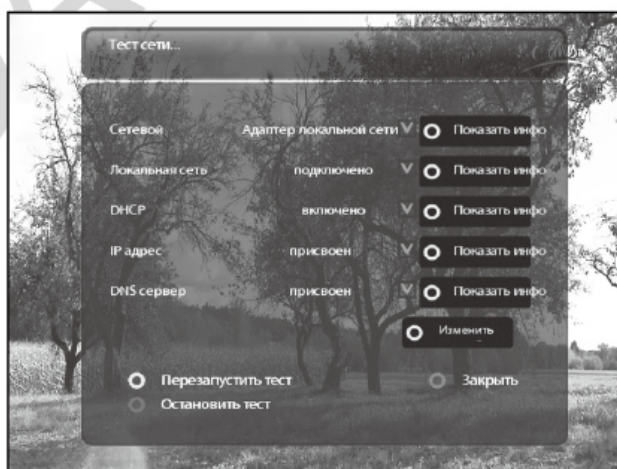 Тест сети...
Сетевой Адаптер локальной сети Показать инфо
Локальная сеть подключено Показать инфо
DHCP включено Показать инфо
IP адрес присвоен Показать инфо
DNS сервер присвоен Показать инфо
Изменить
Перезапустить тест Закрыть
Остановить тест